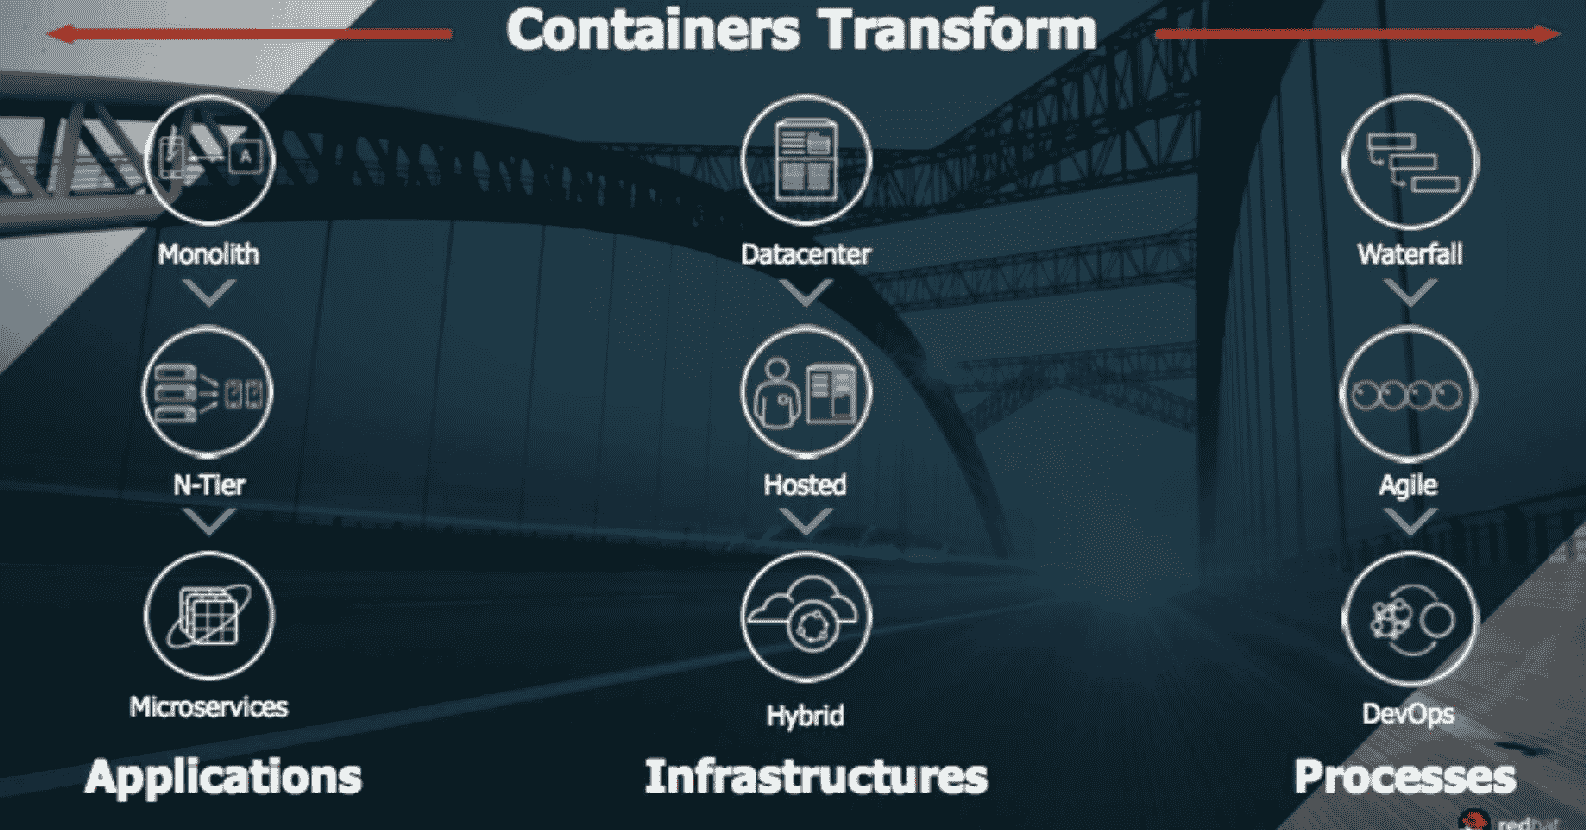 Containers Transform
A
Monolith
Datacenter
Waterfall
N-Tier
Hosted
Agile
Microservices
Hybrid
DevOps
Applications
Infrastructures
Processes
redhat